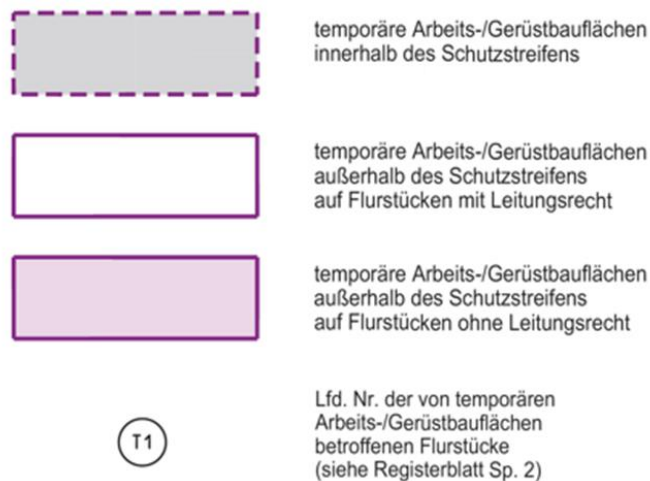 temporäre Arbeits-/Gerüstbauflächen
innerhalb des Schutzstreifens
temporäre Arbeits-/Gerüstbauflächen
außerhalb des Schutzstreifens
auf Flurstücken mit Leitungsrecht
temporäre Arbeits-/Gerüstbauflächen
außerhalb des Schutzstreifens
auf Flurstücken ohne Leitungsrecht
T1
Lfd. Nr. der von temporären
Arbeits-/Gerüstbauflächen
betroffenen Flurstücke
(siehe Registerblatt Sp. 2)